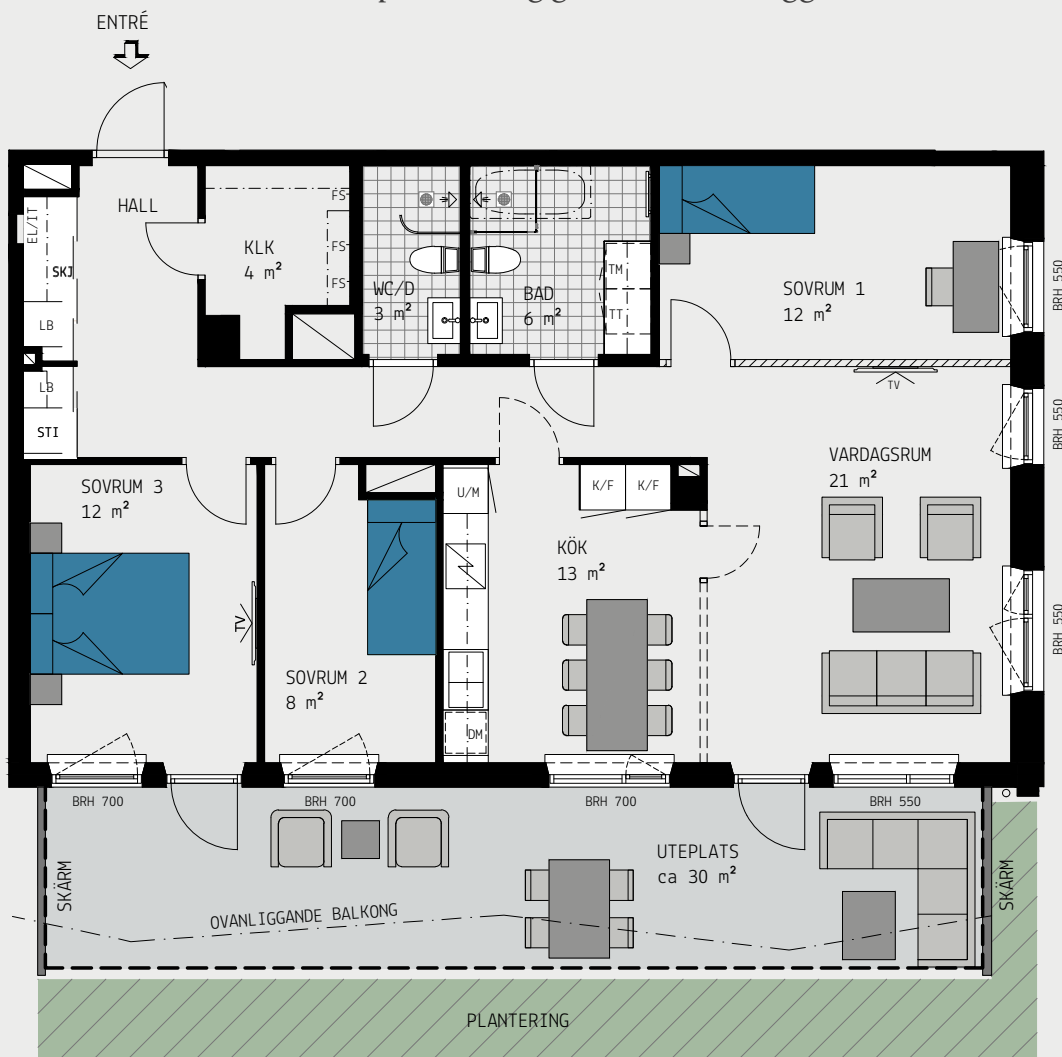 ENTRÉ
HALL
EL/IT
SKJ
LB
LB
STI
KLK
4 m²
FS
FS
FS
WC/D
3 m²
BAD
6 m²
TM
TT
SOVRUM 1
12 m²
BRH 550
TV
BRH 550
VARDAGSRUM
21 m²
SOVRUM 3
12 m²
U/M
K/F
K/F
KÖK
13 m²
TV
BRH 550
SOVRUM 2
8 m²
DM
BRH 700
BRH 700
BRH 700
BRH 550
SKÄRM
UTEPLATS
ca 30 m²
SKÄRM
OVANLIGGANDE BALKONG
PLANTERING